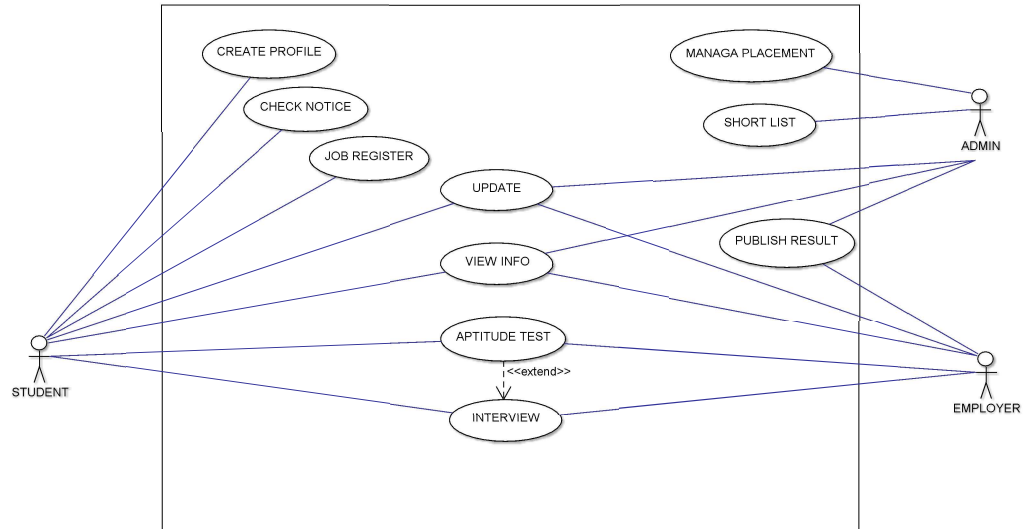 CREATE PROFILE
MANAGA PLACEMENT
CHECK NOTICE
SHORT LIST
ADMIN
JOB REGISTER
UPDATE
PUBLISH RESULT
VIEW INFO
APTITUDE TEST
<<extend>>
STUDENT
EMPLOYER
INTERVIEW